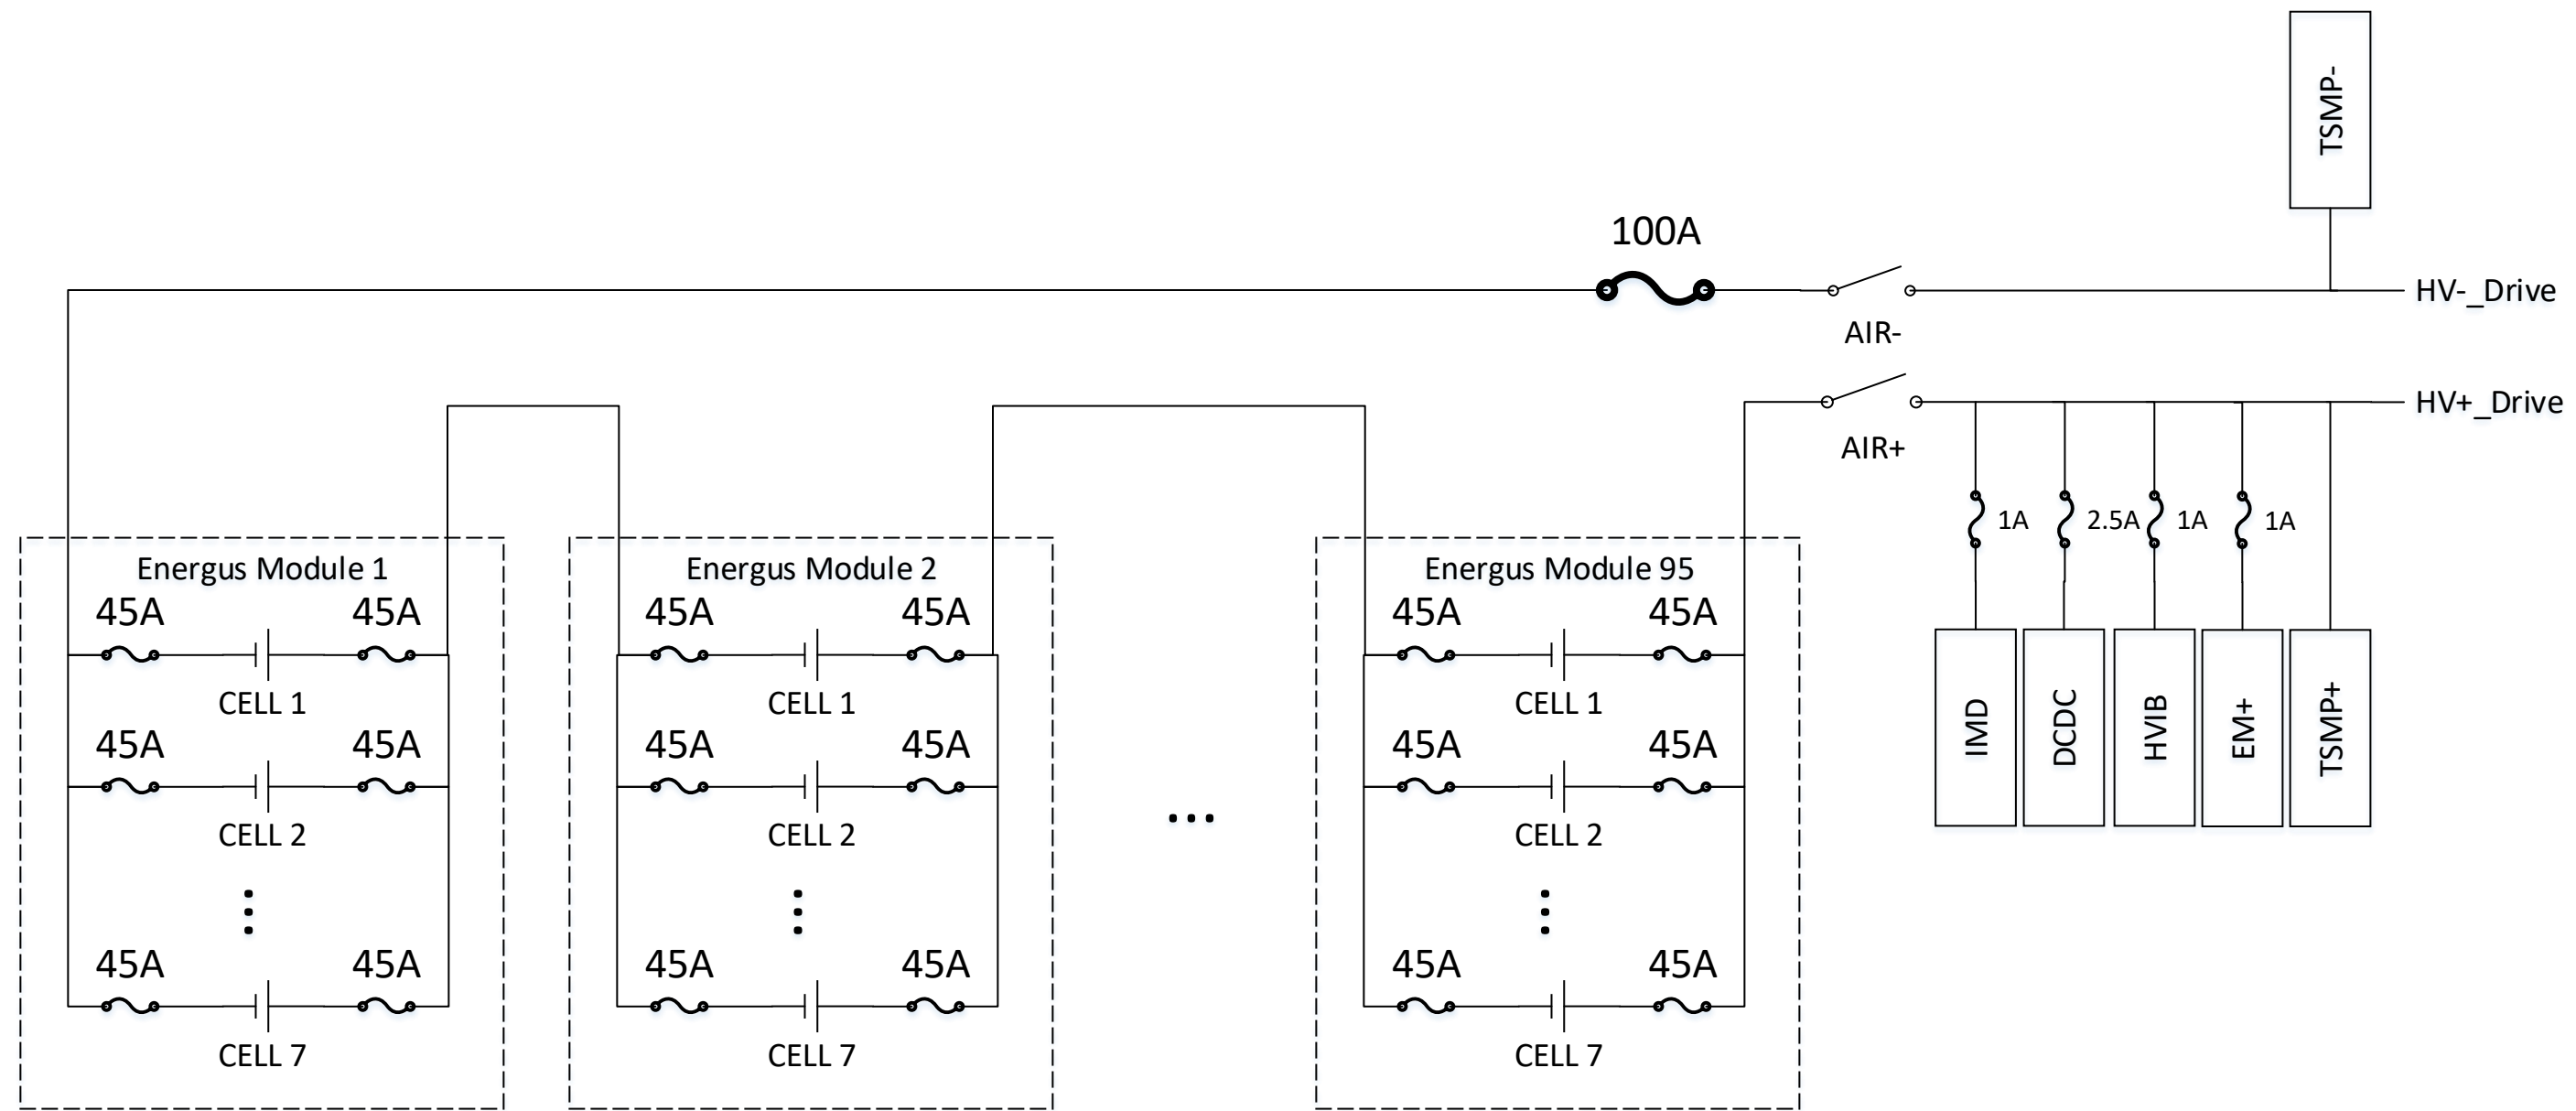 TSMP-
100A
HV-_Drive
AIR-
HV+_Drive
AIR+
1A
2.5A
1A
1A
Energus Module 1
Energus Module 2
Energus Module 95
45A
45A
45A
45A
45A
45A
CELL 1
CELL 1
CELL 1
IMD
DCDC
HVIB
EM+
TSMP+
45A
45A
45A
45A
45A
45A
CELL 2
CELL 2
CELL 2
...
45A
45A
45A
45A
45A
45A
CELL 7
CELL 7
CELL 7